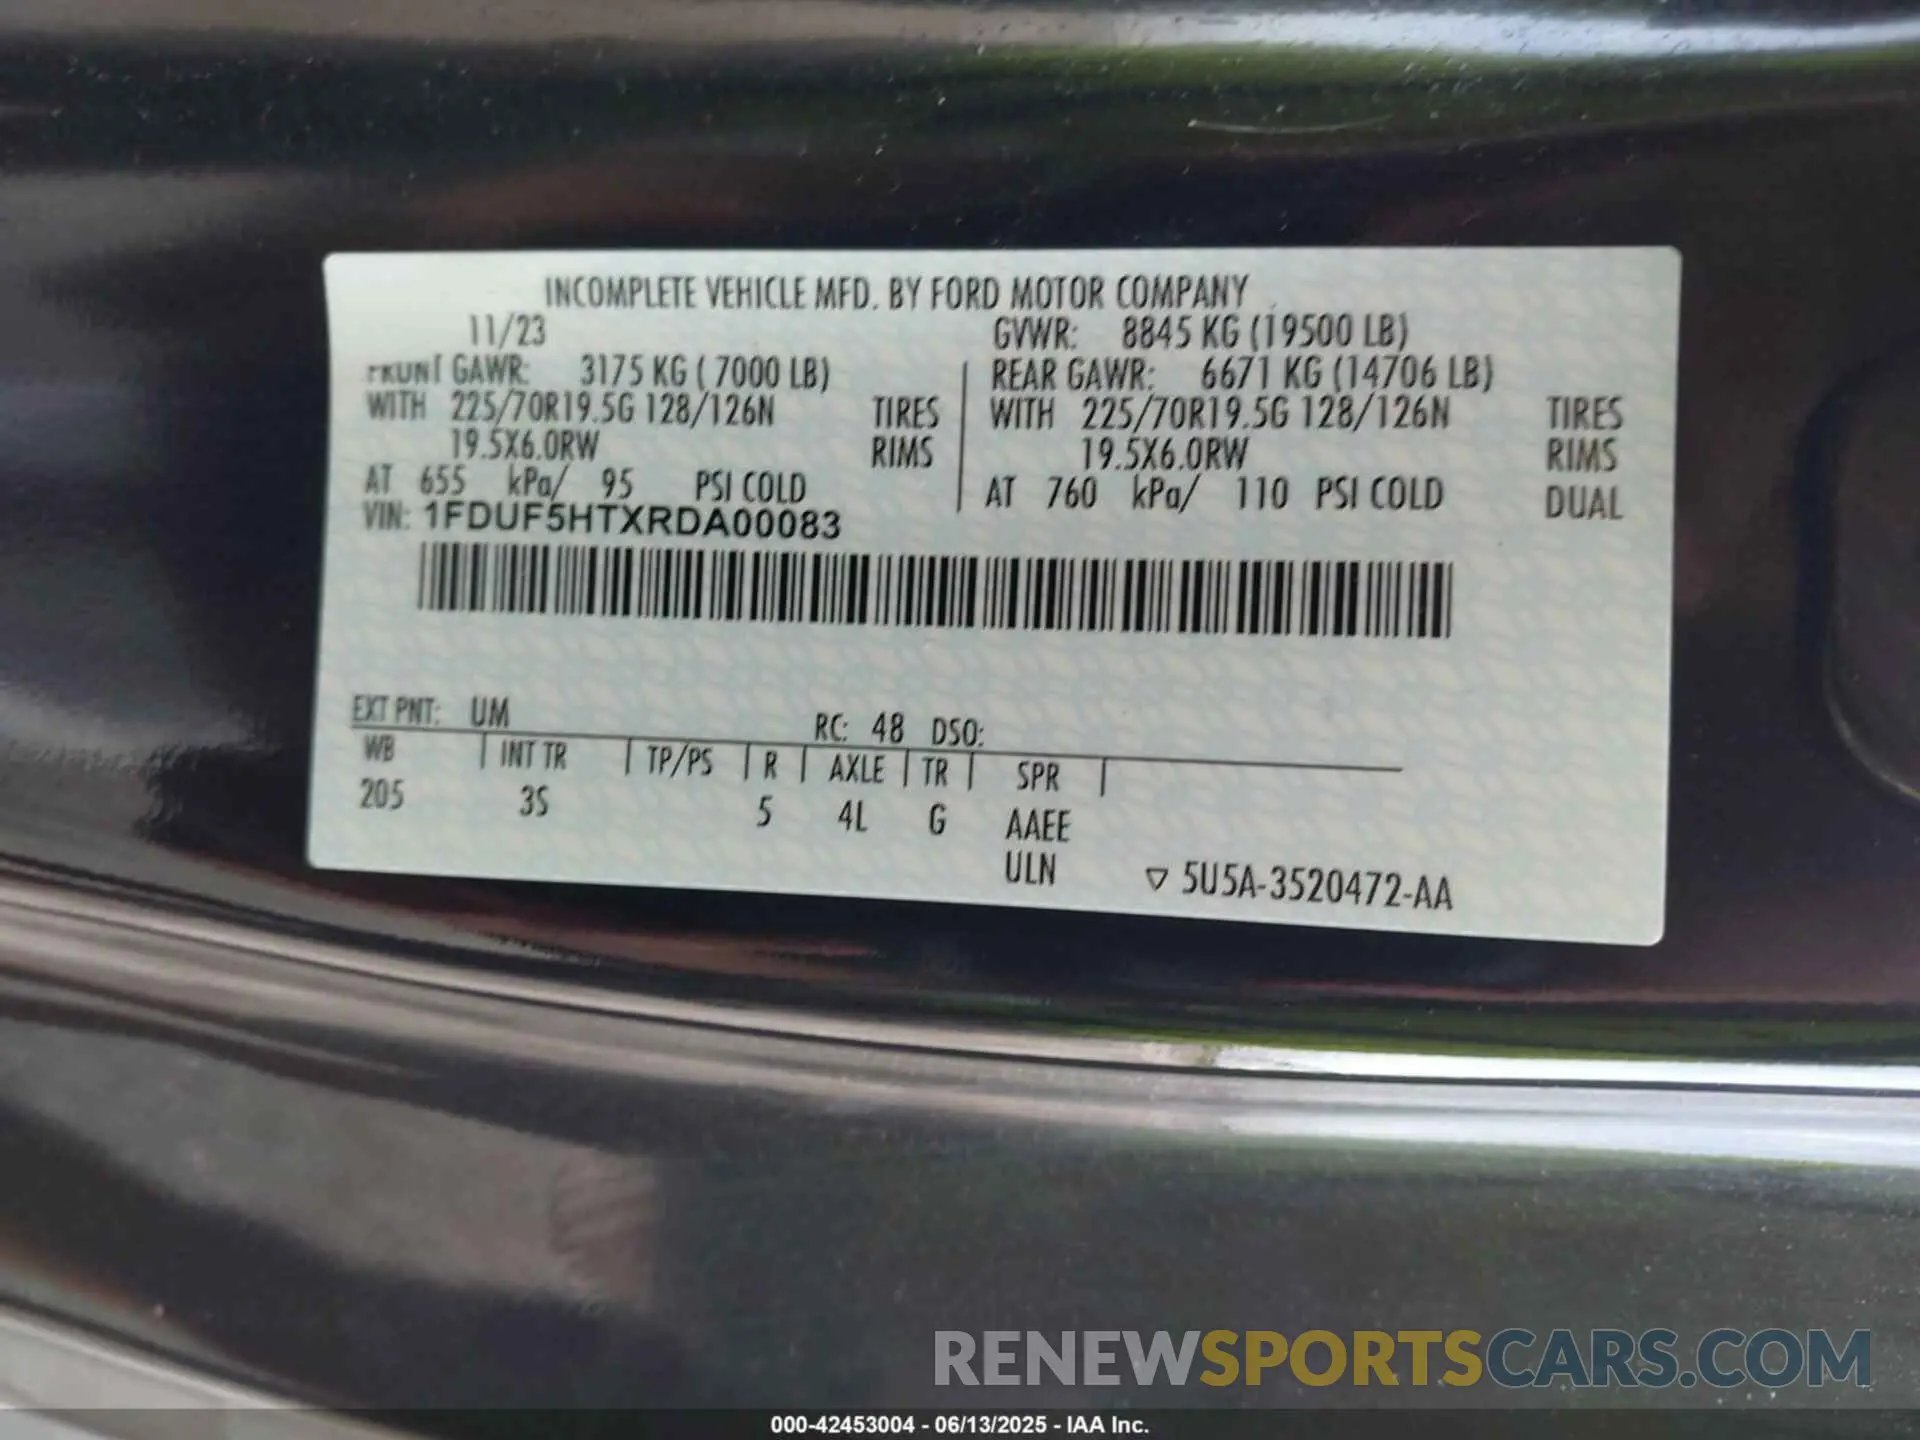 INCOMPLETE VEHICLE MFD. BY FORD MOTOR COMPANY
11/23 GVWR: 8845 KG (19500 LB)
FRONT GAWR: 3175 KG ( 7000 LB) REAR GAWR: 6671 KG (14706 LB)
WITH 225/70R19.5G 128/126N TIRES WITH 225/70R19.5G 128/126N TIRES
19.5X6.0RW RIMS 19.5X6.0RW RIMS
AT 655 kPa/ 95 PSI COLD AT 760 kPa/ 110 PSI COLD DUAL
VIN: 1FDUF5HTXRDA00083
EXT PNT: UM RC: 48 DSO:
WB INT TR TP/PS R AXLE TR SPR
205 3S 5 4L G AAEE
ULN ▽ 5U5A-3520472-AA
RENEWSPORTSCARS.COM
000-42453004 - 06/13/2025 - IAA Inc.